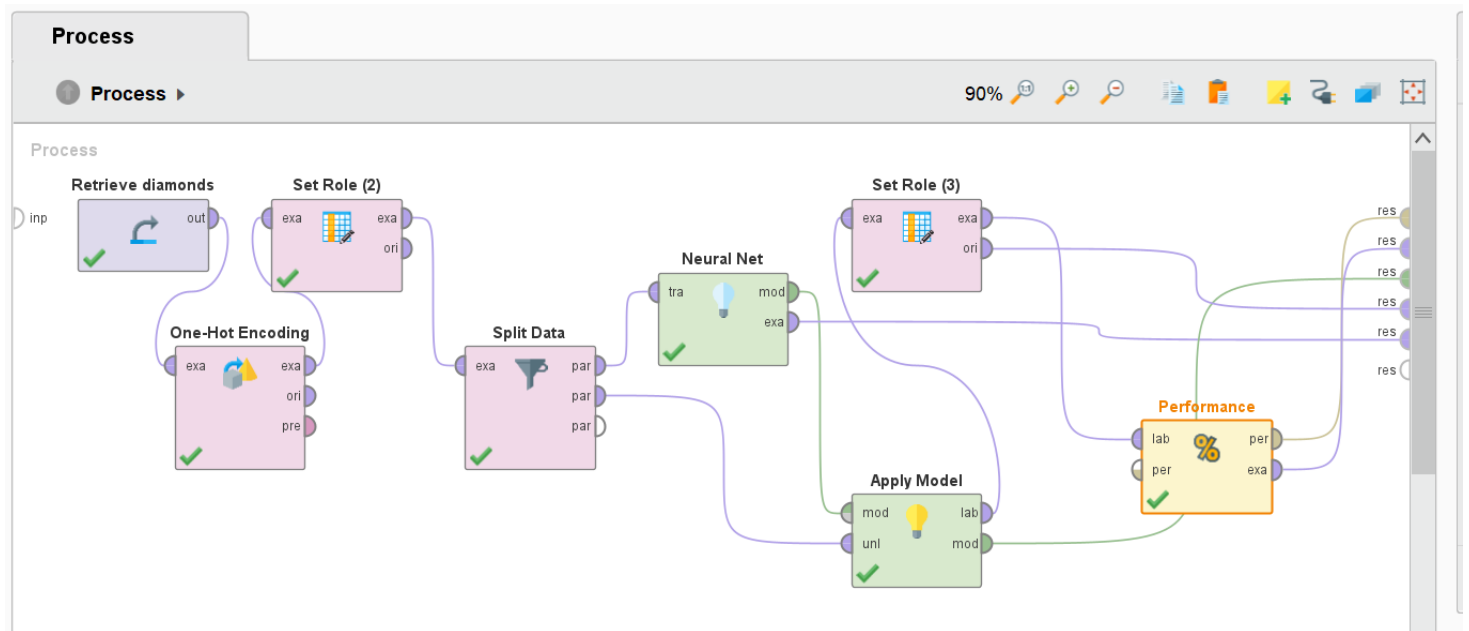 Process
Process
90%
Process
Retrieve diamonds
Set Role (2)
Set Role (3)
inp
out
exa
exa
ori
exa
exa
ori
res
res
res
res
res
res
Neural Net
tra
mod
exa
One-Hot Encoding
exa
exa
ori
pre
Split Data
exa
par
par
par
Performance
lab
per
per
exa
Apply Model
mod
lab
unl
mod